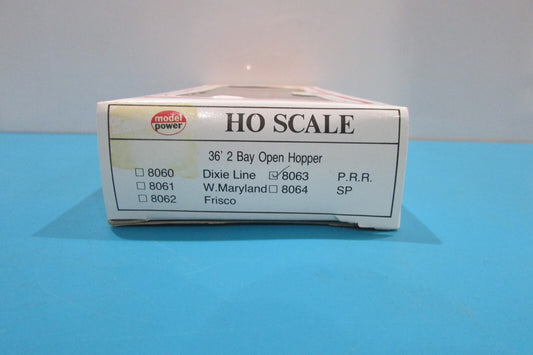 model
power
HO SCALE
36' 2 Bay Open Hopper
☐ 8060 Dixie Line ☑ 8063 P.R.R.
☐ 8061 W.Maryland ☐ 8064 SP
☐ 8062 Frisco